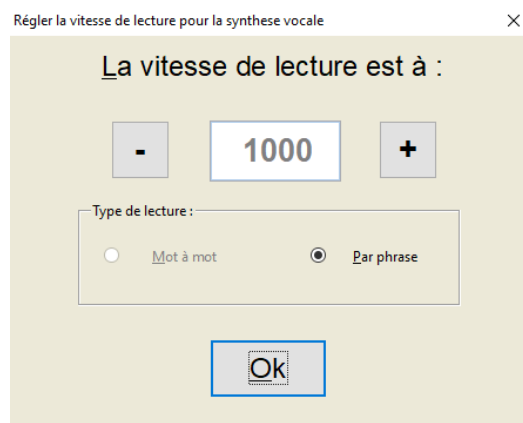 Régler la vitesse de lecture pour la synthese vocale
La vitesse de lecture est à :
- 1000 +
Type de lecture :
Mot à mot Par phrase
Ok